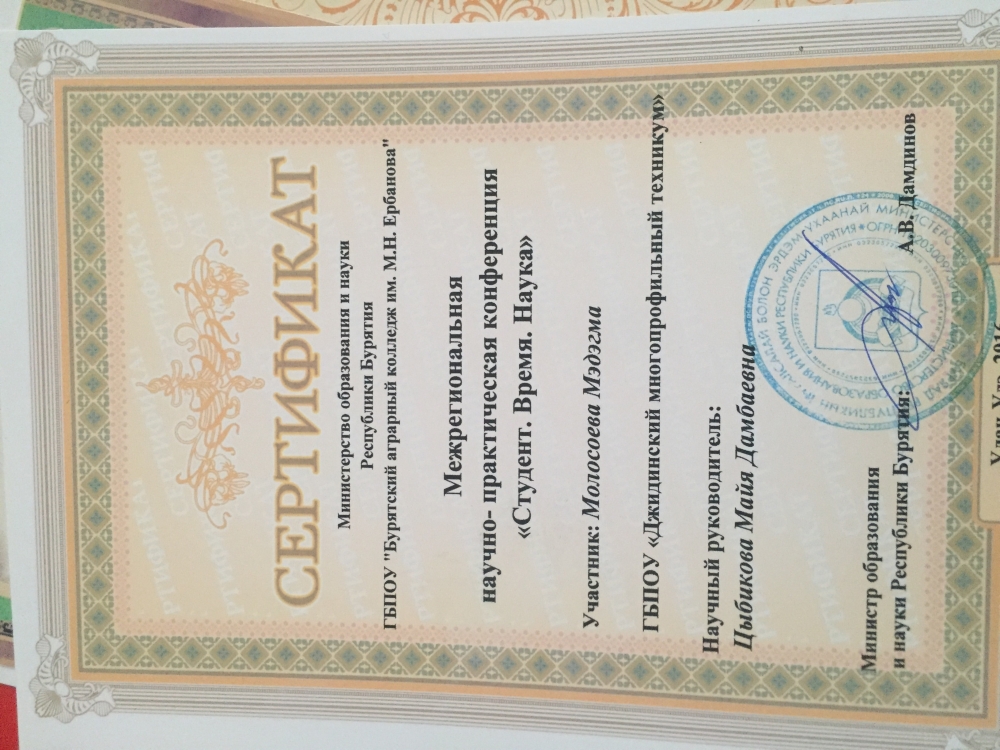 СЕРТИФИКАТ
Министерство образования и науки
Республики Бурятия
ГБПОУ "Бурятский аграрный колледж им. М.Н. Ербанова"
Межрегиональная
научно- практическая конференция
«Студент. Время. Наука»
Участник: Молосоева Мэдэгма
ГБПОУ «Джидинский многопрофильный техникум»
Научный руководитель:
Цыбикова Майя Дамбаевна
Министр образования
и науки Республики Бурятия:
А.В. Дамдинов